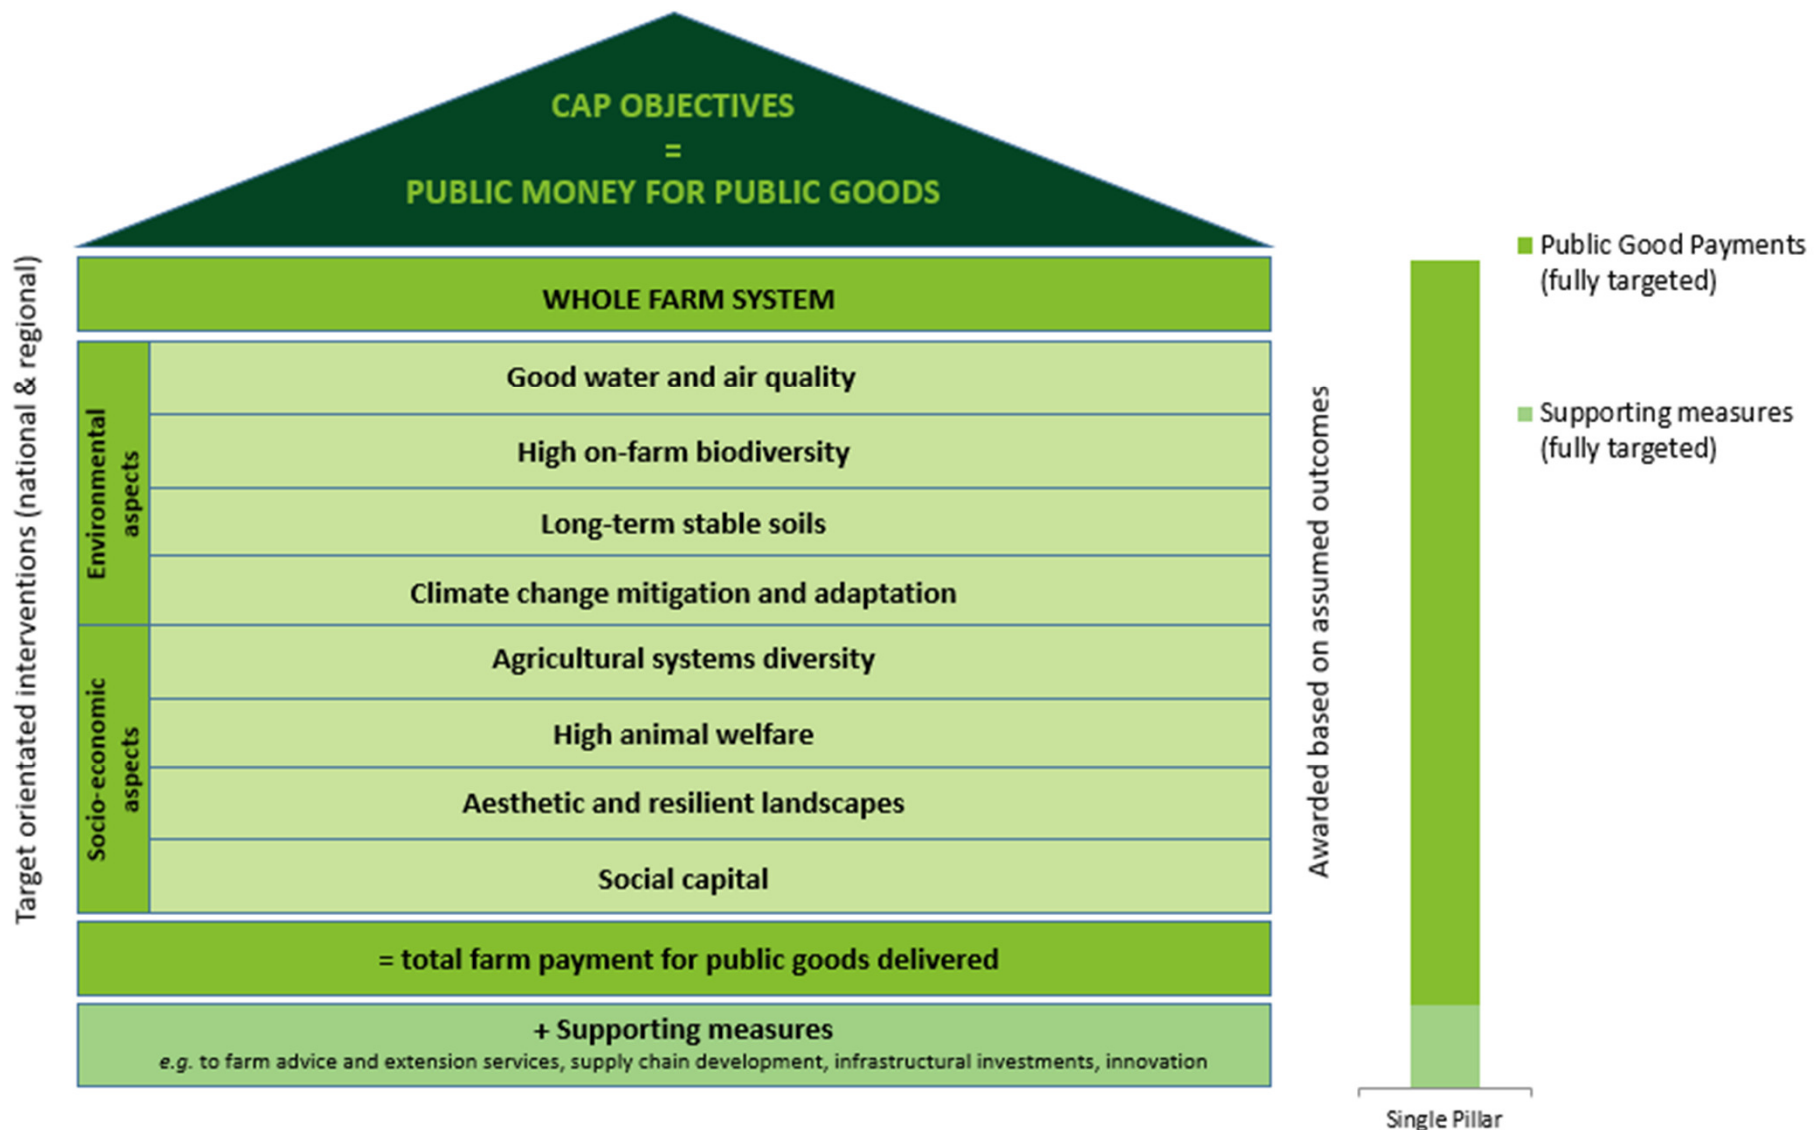 CAP OBJECTIVES
=
PUBLIC MONEY FOR PUBLIC GOODS
Target orientated interventions (national & regional)
WHOLE FARM SYSTEM
Environmental
aspects
Good water and air quality
High on-farm biodiversity
Long-term stable soils
Climate change mitigation and adaptation
Socio-economic
aspects
Agricultural systems diversity
High animal welfare
Aesthetic and resilient landscapes
Social capital
= total farm payment for public goods delivered
+ Supporting measures
e.g. to farm advice and extension services, supply chain development, infrastructural investments, innovation
Awarded based on assumed outcomes
Public Good Payments
(fully targeted)
Supporting measures
(fully targeted)
Single Pillar